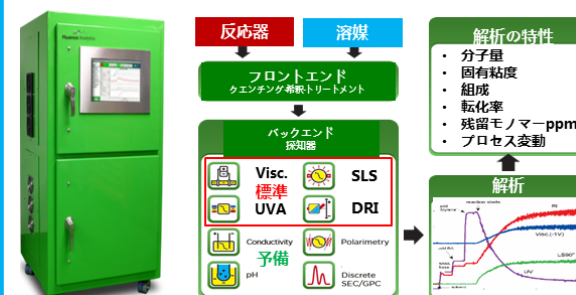 反応器
溶媒
フロントエンド
クエンチング·希釈·トリートメント
バックエンド
探知器
Visc.
SLS
標準
UVA
DRI
Conductivity
Polarimetry
予備
pH
Discrete
SEC/GPC
解析の特性
• 分子量
• 固有粘度
• 組成
• 転化率
• 残留モノマーppm
• プロセス変動
解析
Visc.(-1V)
LS90°
UV